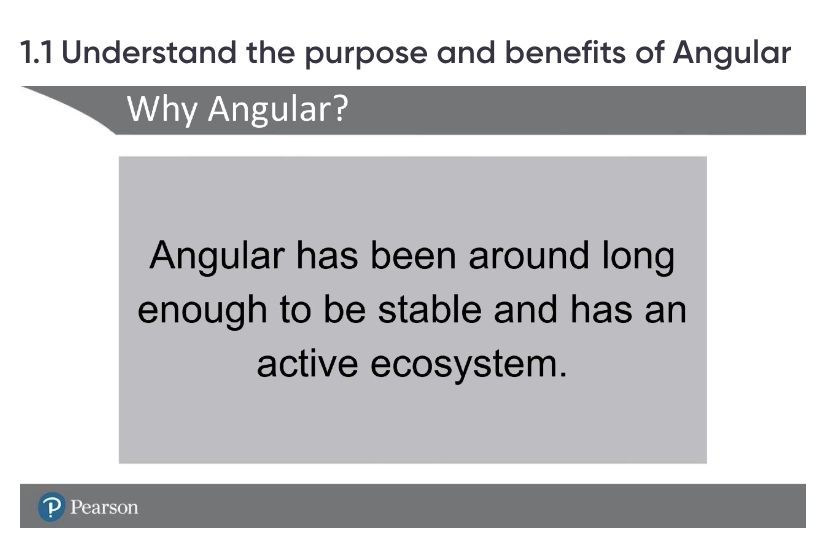 1.1 Understand the purpose and benefits of Angular
Why Angular?
Angular has been around long
enough to be stable and has an
active ecosystem.
Pearson